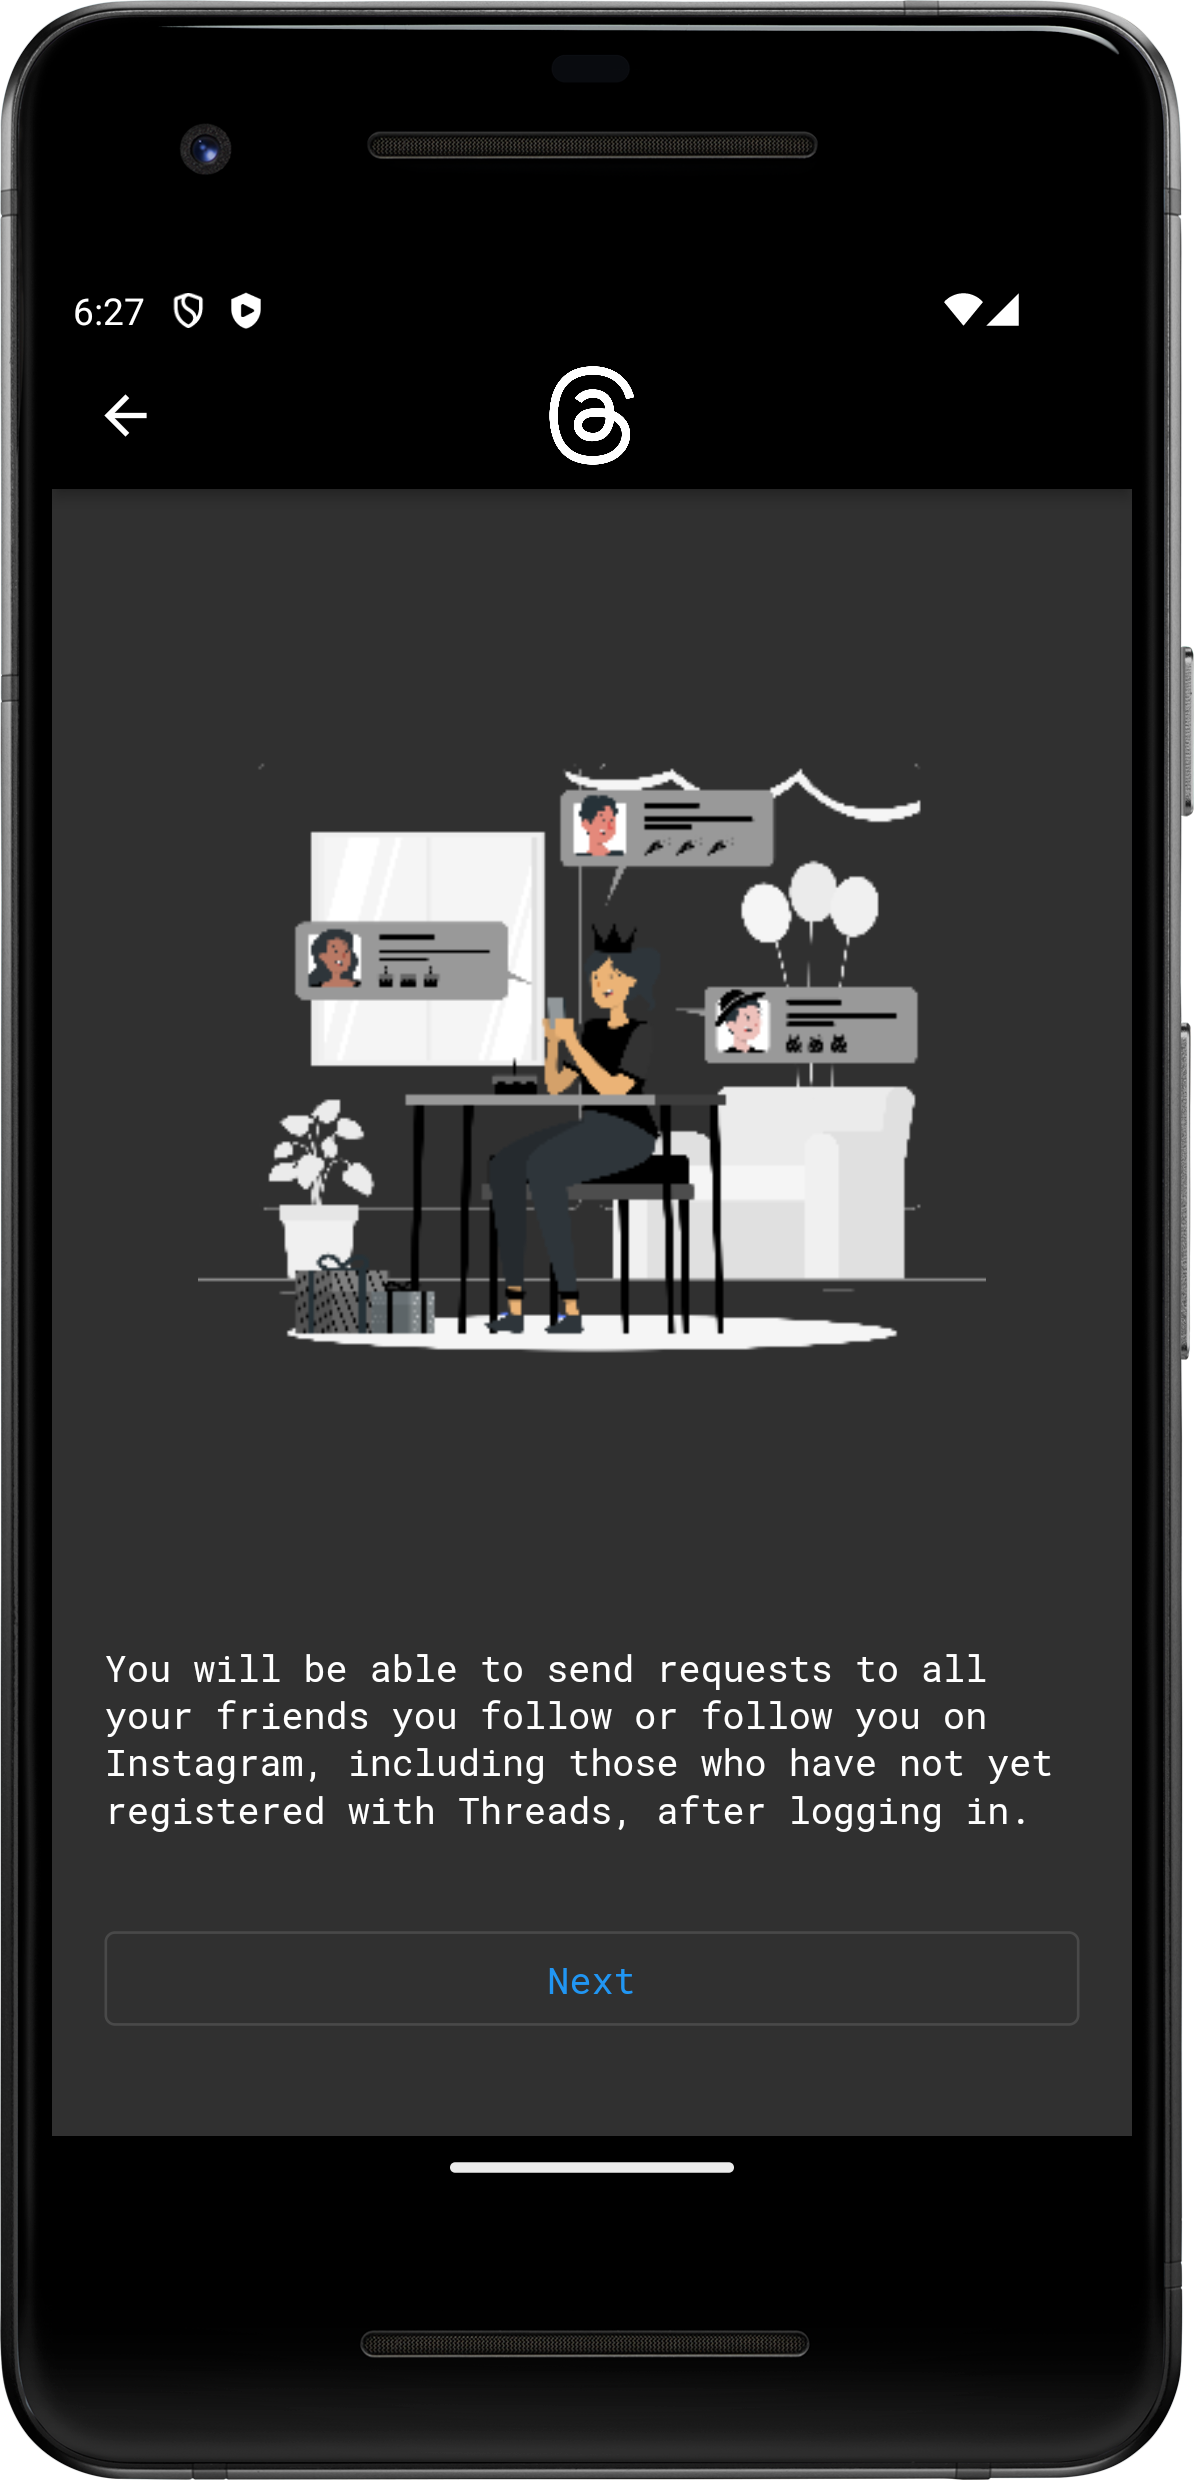 6:27
You will be able to send requests to all
your friends you follow or follow you on
Instagram, including those who have not yet
registered with Threads, after logging in.
Next